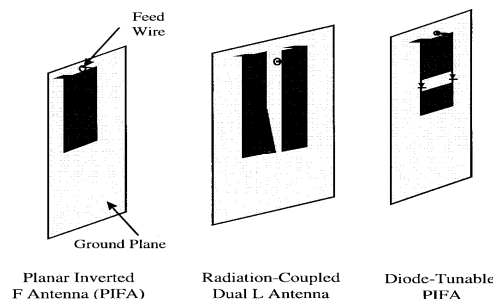 Feed
Wire
Ground Plane
Planar Inverted
F Antenna (PIFA)
Radiation-Coupled
Dual L Antenna
Diode-Tunable
PIFA